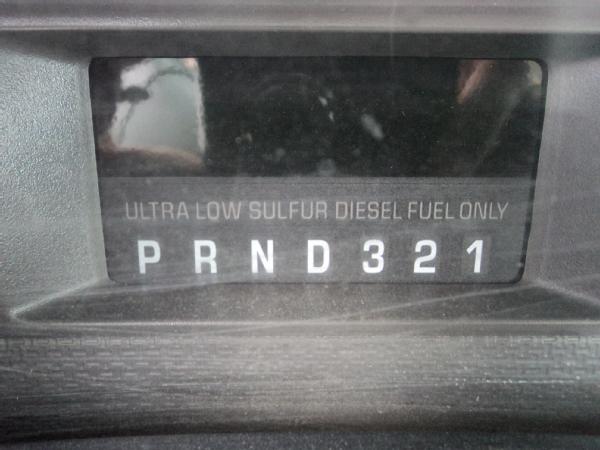 ULTRA LOW SULFUR DIESEL FUEL ONLY
P R N D 3 2 1